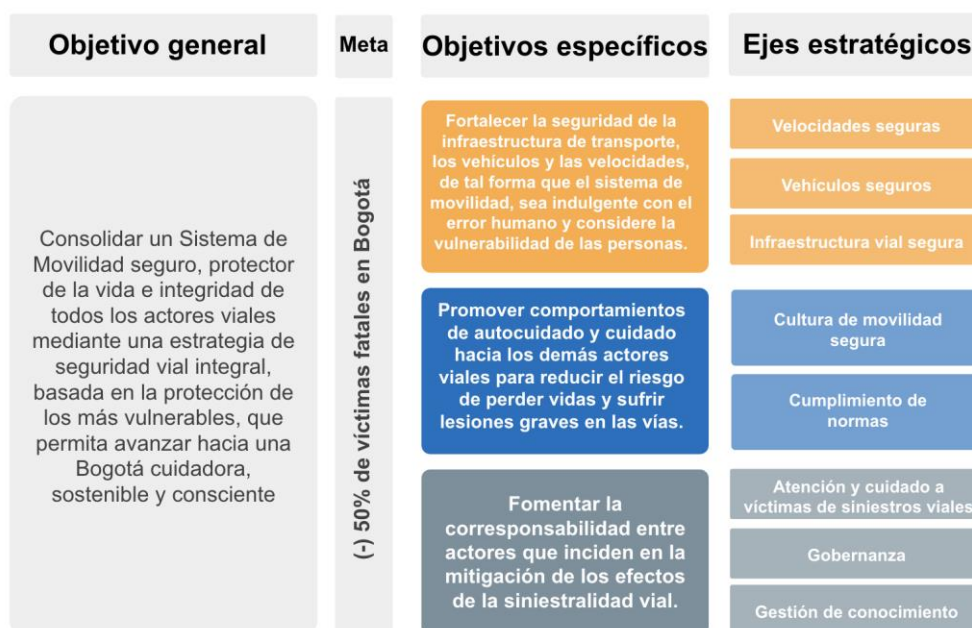 Objetivo general
Meta
Objetivos específicos
Ejes estratégicos
Consolidar un Sistema de
Movilidad seguro, protector
de la vida e integridad de
todos los actores viales
mediante una estrategia de
seguridad vial integral,
basada en la protección de
los más vulnerables, que
permita avanzar hacia una
Bogotá cuidadora,
sostenible y consciente
(-) 50% de víctimas fatales en Bogotá
Fortalecer la seguridad de la
infraestructura de transporte,
los vehículos y las velocidades,
de tal forma que el sistema de
movilidad, sea indulgente con el
error humano y considere la
vulnerabilidad de las personas.
Velocidades seguras
Vehículos seguros
Infraestructura vial segura
Promover comportamientos
de autocuidado y cuidado
hacia los demás actores
viales para reducir el riesgo
de perder vidas y sufrir
lesiones graves en las vías.
Cultura de movilidad
segura
Cumplimiento de
normas
Fomentar la
corresponsabilidad entre
actores que inciden en la
mitigación de los efectos
de la siniestralidad vial.
Atención y cuidado a
víctimas de siniestros viales
Gobernanza
Gestión de conocimiento